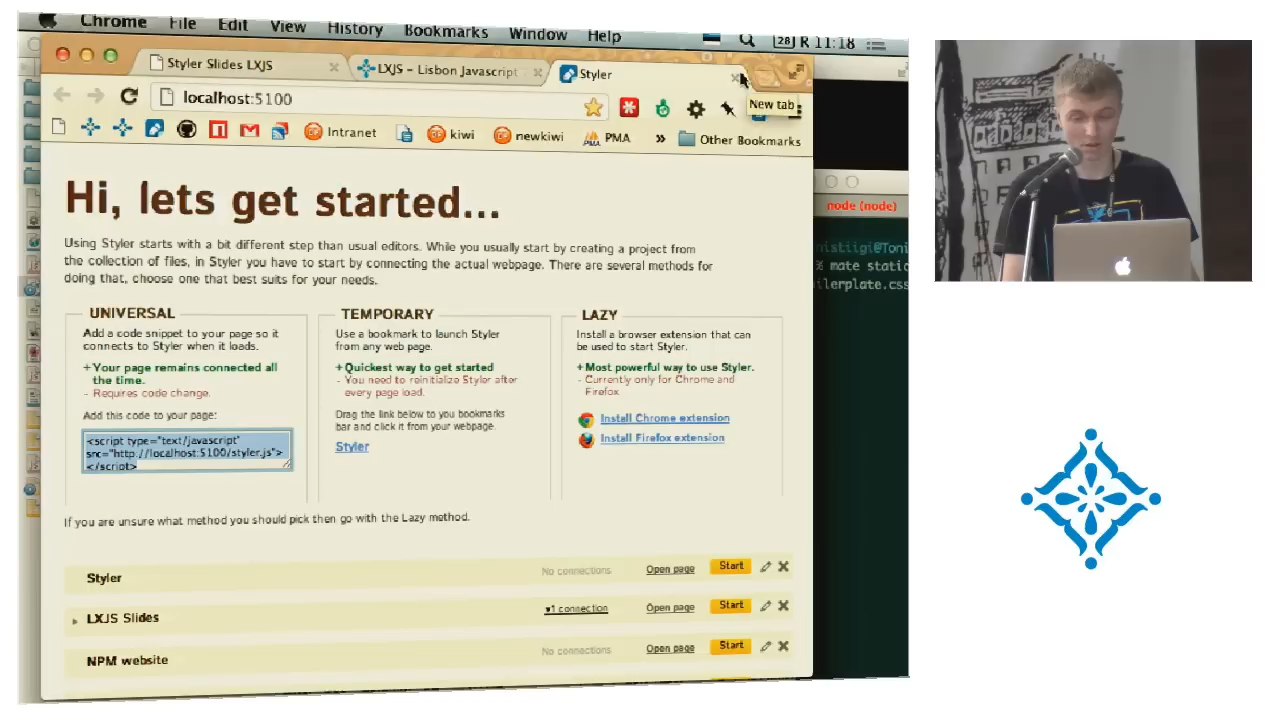 Chrome File Edit View History Bookmarks Window Help
[28] R 11:18
Styler Slides LXJS
LXJS – Lisbon Javascript
Styler
localhost:5100
New tab
Intranet
kiwi
newkiwi
PMA
»
Other Bookmarks
Hi, lets get started...
Using Styler starts with a bit different step than usual editors. While you usually start by creating a project from
the collection of files, in Styler you have to start by connecting the actual webpage. There are several methods for
doing that, choose one that best suits for your needs.
UNIVERSAL
Add a code snippet to your page so it
connects to Styler when it loads.
+ Your page remains connected all
the time.
- Requires code change.
Add this code to your page:
<script type="text/javascript"
src="http://localhost:5100/styler.js">
</script>
TEMPORARY
Use a bookmark to launch Styler
from any web page.
+ Quickest way to get started
- You need to reinitialize Styler after
every page load.
Drag the link below to you bookmarks
bar and click it from your webpage.
Styler
LAZY
Install a browser extension that can
be used to start Styler.
+ Most powerful way to use Styler.
- Currently only for Chrome and
Firefox
Install Chrome extension
Install Firefox extension
If you are unsure what method you should pick then go with the Lazy method.
Styler No connections Open page Start
LXJS Slides 1 connection Open page Start
NPM website No connections Open page Start
node (node)
nistiigi@Toni
% mate static
ilerplate.css